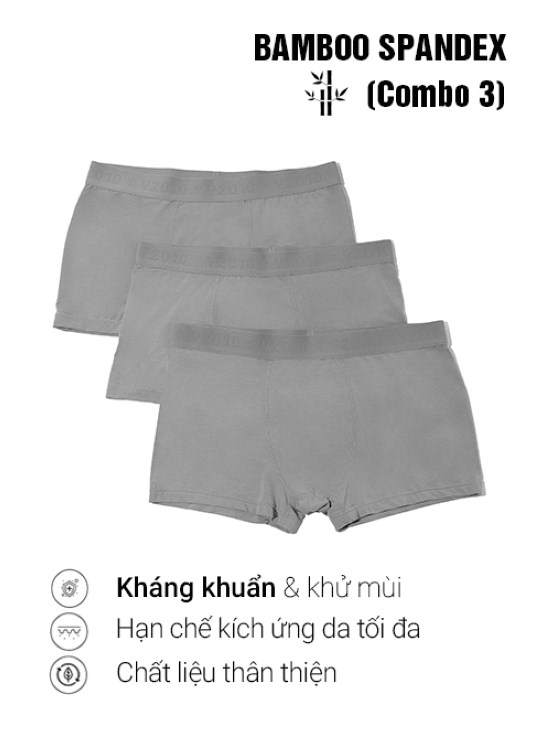 BAMBOO SPANDEX
(Combo 3)
Kháng khuẩn & khử mùi
Hạn chế kích ứng da tối đa
Chất liệu thân thiện